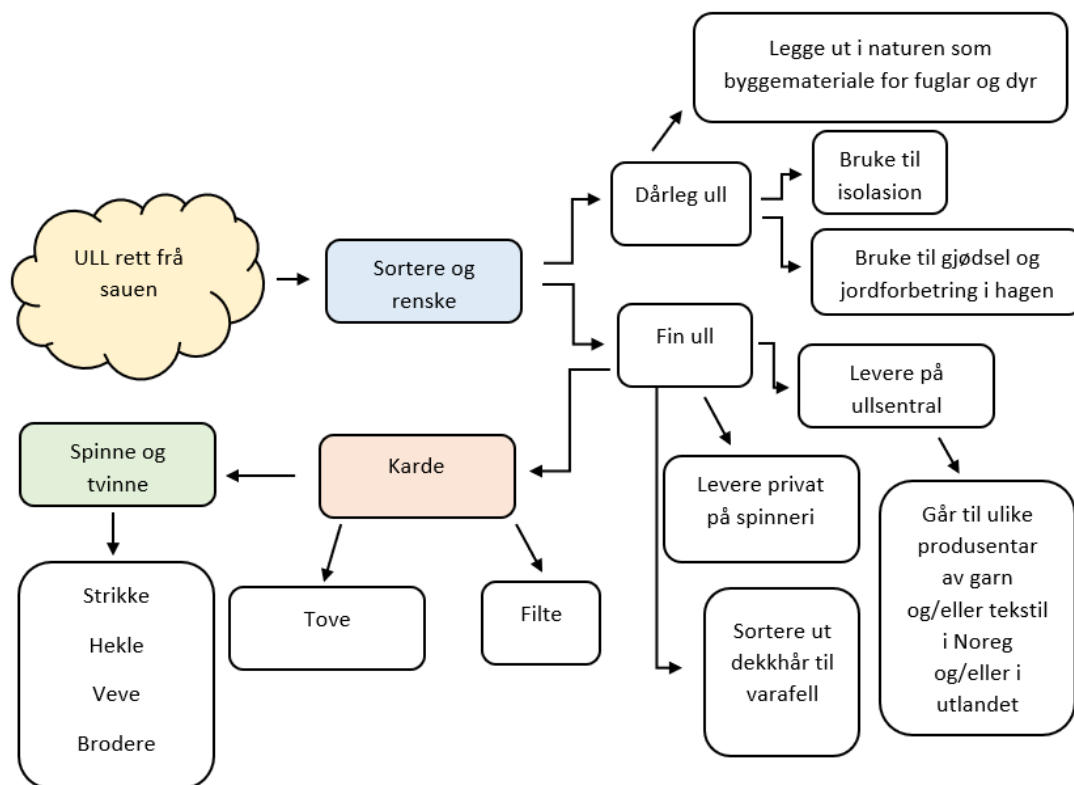 Legge ut i naturen som
byggemateriale for fuglar og dyr
Dårleg ull
Bruke til
isolasion
ULL rett frå
sauen
Sortere og
renske
Bruke til gjødsel og
jordforbetring i hagen
Fin ull
Levere på
ullsentral
Spinne og
tvinne
Karde
Levere privat
på spinneri
Går til ulike
produsentar
av garn
og/eller tekstil
i Noreg
og/eller i
utlandet
Strikke
Hekle
Veve
Brodere
Tove
Filte
Sortere ut
dekkhår til
varafell